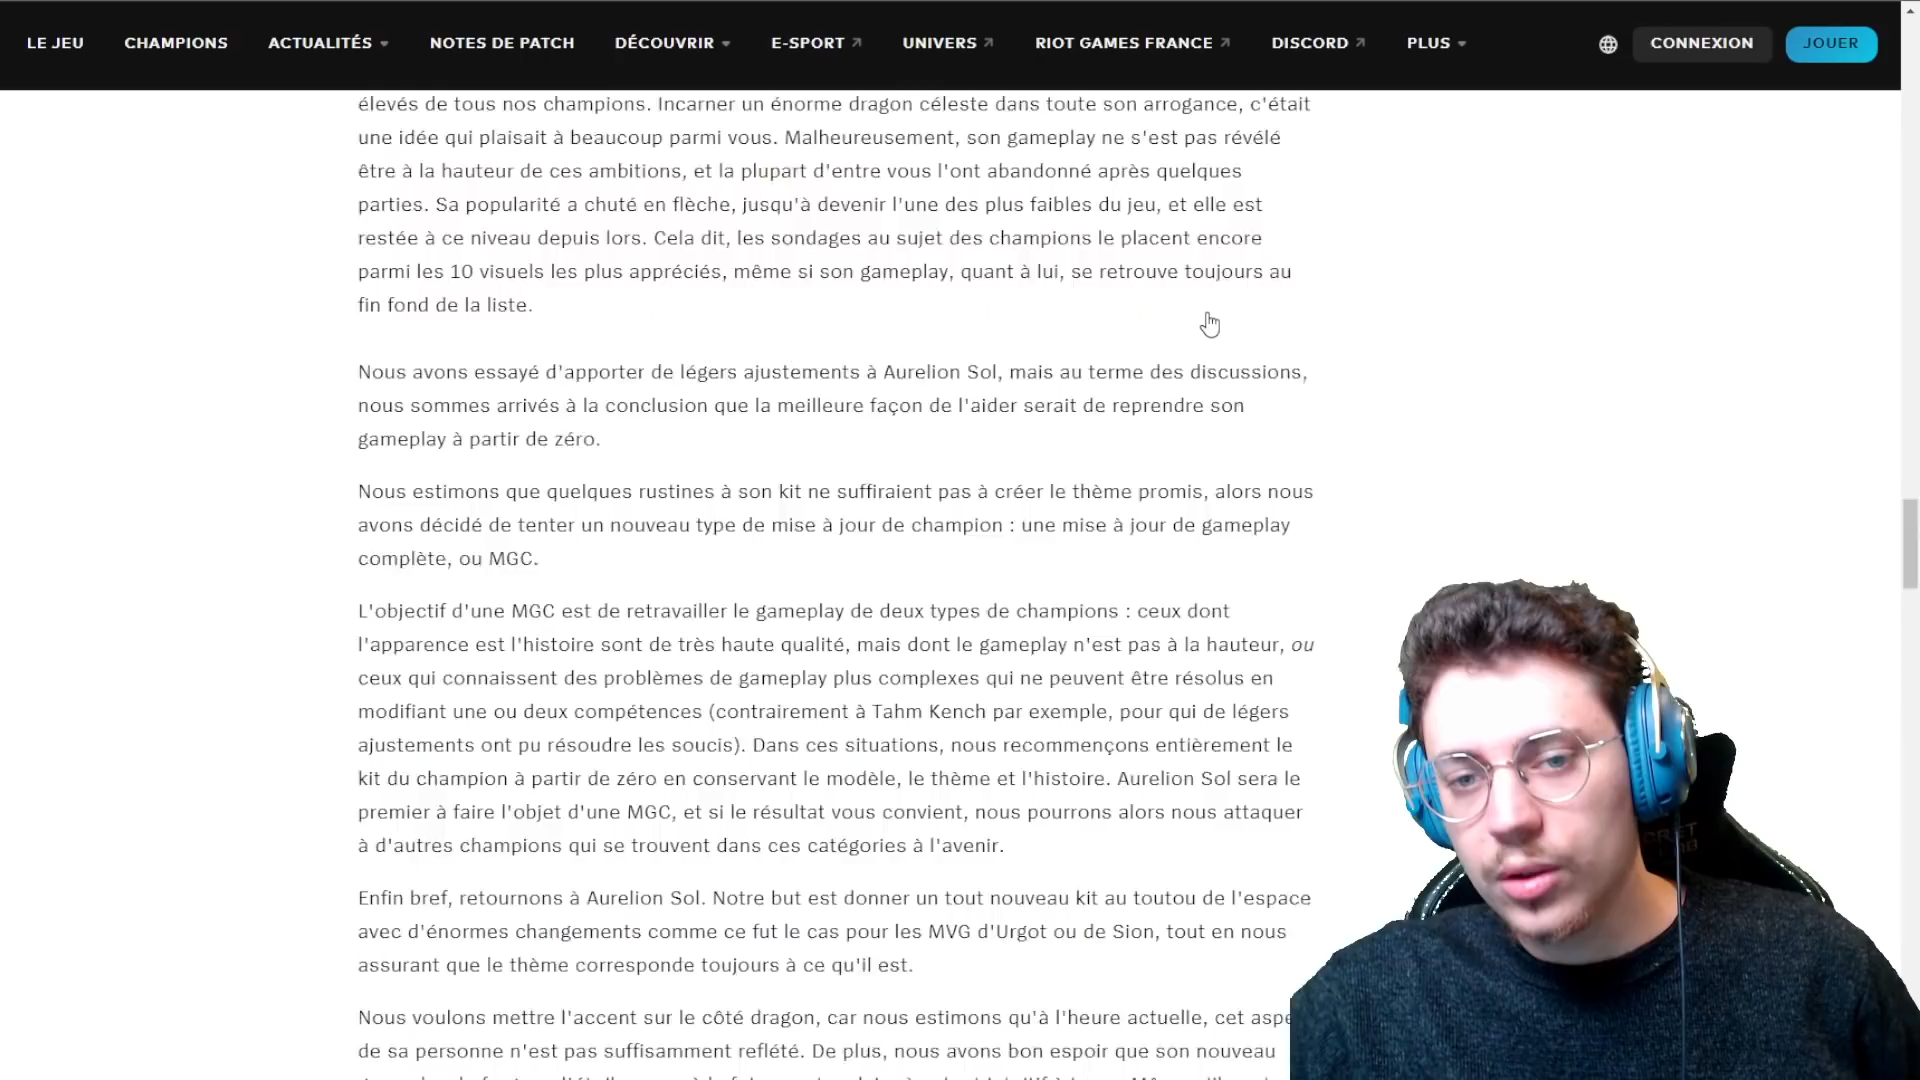 LE JEU CHAMPIONS ACTUALITÉS NOTES DE PATCH DÉCOUVRIR E-SPORT UNIVERS RIOT GAMES FRANCE DISCORD PLUS CONNEXION JOUER
élevés de tous nos champions. Incarner un énorme dragon céleste dans toute son arrogance, c'était
une idée qui plaisait à beaucoup parmi vous. Malheureusement, son gameplay ne s'est pas révélé
être à la hauteur de ces ambitions, et la plupart d'entre vous l'ont abandonné après quelques
parties. Sa popularité a chuté en flèche, jusqu'à devenir l'une des plus faibles du jeu, et elle est
restée à ce niveau depuis lors. Cela dit, les sondages au sujet des champions le placent encore
parmi les 10 visuels les plus appréciés, même si son gameplay, quant à lui, se retrouve toujours au
fin fond de la liste.
Nous avons essayé d'apporter de légers ajustements à Aurelion Sol, mais au terme des discussions,
nous sommes arrivés à la conclusion que la meilleure façon de l'aider serait de reprendre son
gameplay à partir de zéro.
Nous estimons que quelques rustines à son kit ne suffiraient pas à créer le thème promis, alors nous
avons décidé de tenter un nouveau type de mise à jour de champion : une mise à jour de gameplay
complète, ou MGC.
L'objectif d'une MGC est de retravailler le gameplay de deux types de champions : ceux dont
l'apparence est l'histoire sont de très haute qualité, mais dont le gameplay n'est pas à la hauteur, ou
ceux qui connaissent des problèmes de gameplay plus complexes qui ne peuvent être résolus en
modifiant une ou deux compétences (contrairement à Tahm Kench par exemple, pour qui de légers
ajustements ont pu résoudre les soucis). Dans ces situations, nous recommençons entièrement le
kit du champion à partir de zéro en conservant le modèle, le thème et l'histoire. Aurelion Sol sera le
premier à faire l'objet d'une MGC, et si le résultat vous convient, nous pourrons alors nous attaquer
à d'autres champions qui se trouvent dans ces catégories à l'avenir.
Enfin bref, retournons à Aurelion Sol. Notre but est donner un tout nouveau kit au toutou de l'espace
avec d'énormes changements comme ce fut le cas pour les MVG d'Urgot ou de Sion, tout en nous
assurant que le thème corresponde toujours à ce qu'il est.
Nous voulons mettre l'accent sur le côté dragon, car nous estimons qu'à l'heure actuelle, cet aspe
de sa personne n'est pas suffisamment reflété. De plus, nous avons bon espoir que son nouveau